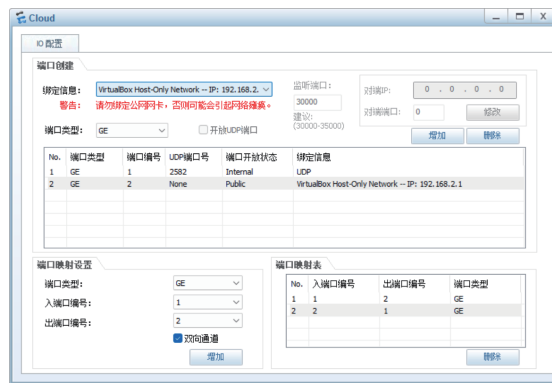 Cloud
IO 配置
端口创建
绑定信息: VirtualBox Host-Only Network -- IP: 192.168.2.
警告: 请勿绑定公网网卡, 否则可能会引起网络瘫痪。
端口类型: GE
开放UDP端口
监听端口:
30000
建议:
(30000-35000)
对端IP: 0 . 0 . 0 . 0
对端端口: 0 修改
增加 删除
No. 端口类型 端口编号 UDP端口号 端口开放状态 绑定信息
1 GE 1 2582 Internal UDP
2 GE 2 None Public VirtualBox Host-Only Network -- IP: 192.168.2.1
端口映射设置
端口类型: GE
入端口编号: 1
出端口编号: 2
双向通道
增加
端口映射表
No. 入端口编号 出端口编号 端口类型
1 1 2 GE
2 2 1 GE
删除